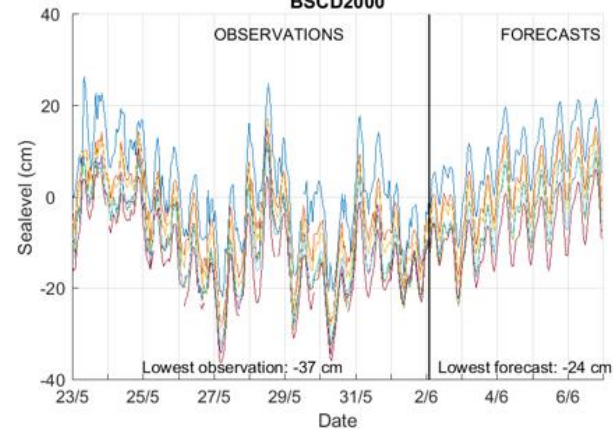 BSCD2000
OBSERVATIONS FORECASTS
40
20
0
-20
-40
Sealevel (cm)
Lowest observation: -37 cm Lowest forecast: -24 cm
23/5 25/5 27/5 29/5 31/5 2/6 4/6 6/6
Date